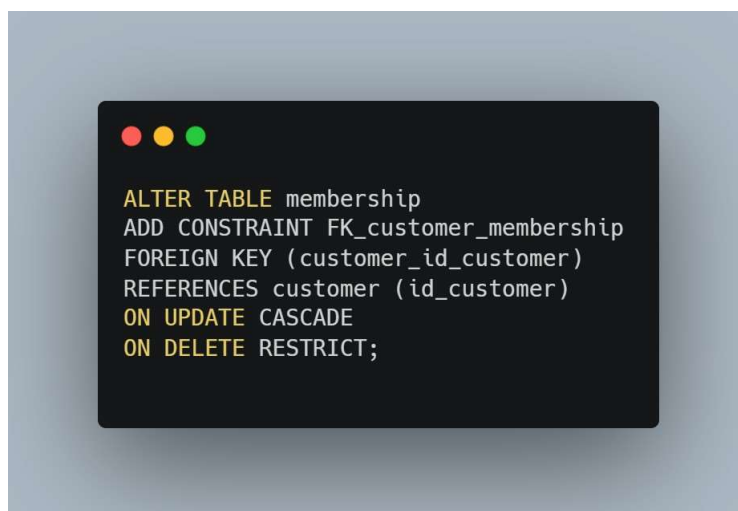 ALTER TABLE membership
ADD CONSTRAINT FK_customer_membership
FOREIGN KEY (customer_id_customer)
REFERENCES customer (id_customer)
ON UPDATE CASCADE
ON DELETE RESTRICT;